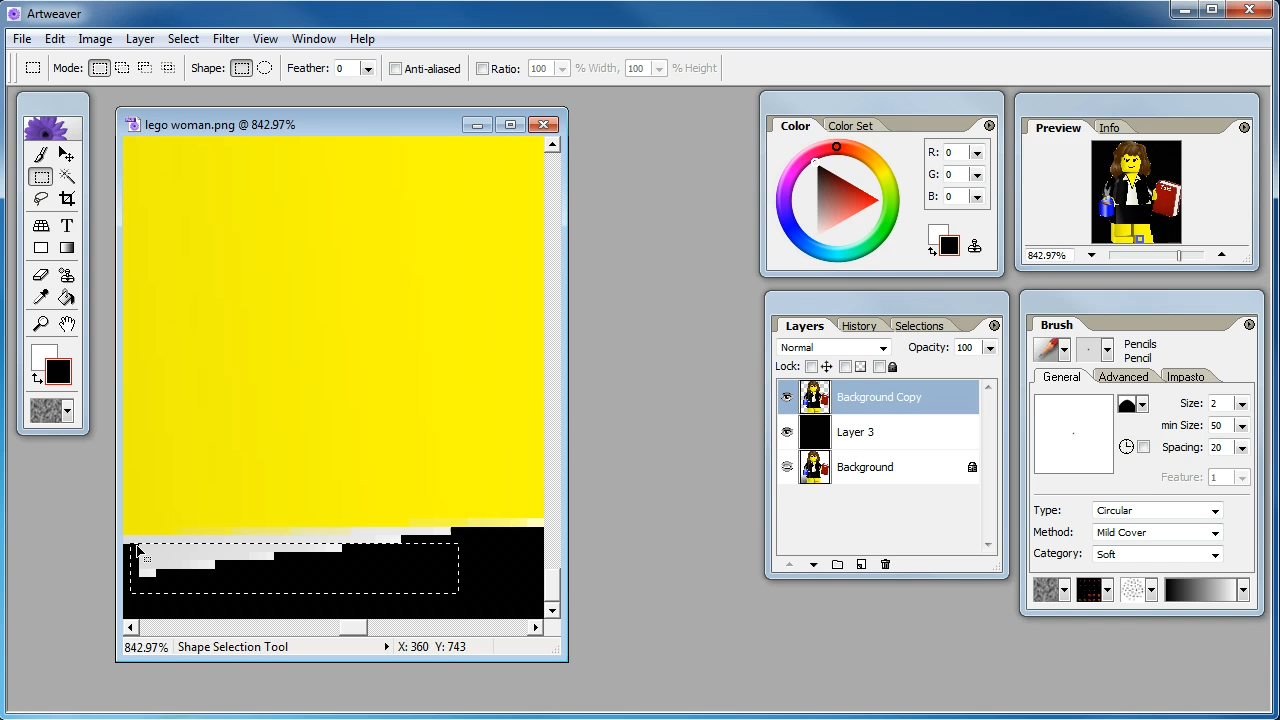 Artweaver
File Edit Image Layer Select Filter View Window Help
Mode: Shape: Feather: 0 Anti-aliased Ratio: 100 % Width, 100 % Height
lego woman.png @ 842.97%
842.97% Shape Selection Tool X: 360 Y: 743
Color Color Set
R: 0
G: 0
B: 0
Preview Info
842.97%
Layers History Selections
Normal Opacity: 100
Lock:
Background Copy
Layer 3
Background
Brush
Pencils
Pencil
General Advanced Impasto
Size: 2
min Size: 50
Spacing: 20
Feature: 1
Type: Circular
Method: Mild Cover
Category: Soft